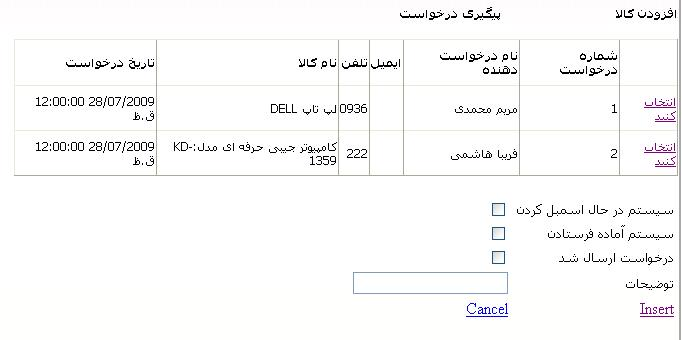 افزودن کالا پیگیری درخواست
شماره درخواست نام درخواست دهنده ایمیل تلفن نام کالا تاریخ درخواست
انتخاب کنید 1 مریم محمدی 0936 لپ تاپ DELL 28/07/2009 12:00:00 ق.ظ
انتخاب کنید 2 فریبا هاشمی 222 کامپیوتر جیبی حرفه ای مدل:KD-1359 28/07/2009 12:00:00 ق.ظ
سیستم در حال اسمبل کردن
سیستم آماده فرستادن
درخواست ارسال شد
توضیحات
Insert Cancel